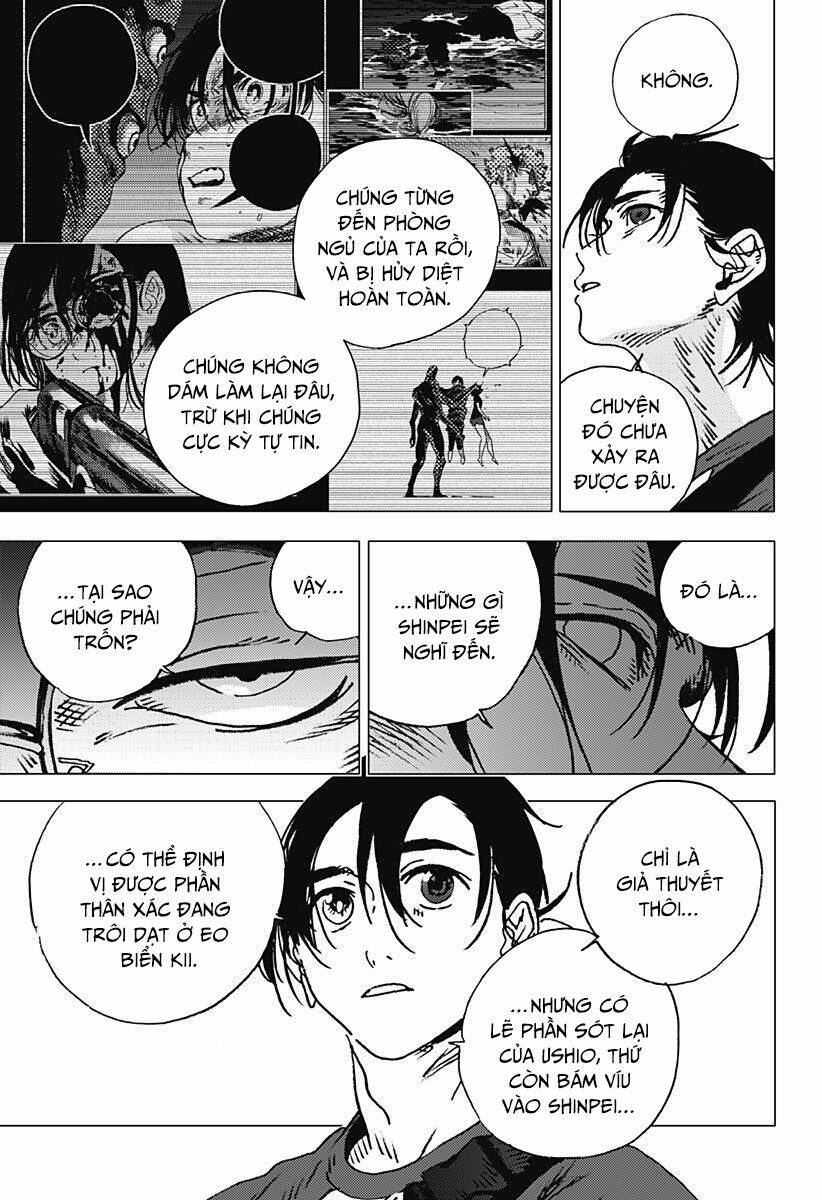 KHÔNG.
CHUYỆN
ĐÓ CHƯA
XẢY RA
ĐƯỢC ĐÂU.
CHÚNG TỪNG
ĐẾN PHÒNG
NGỦ CỦA TA RỒI,
VÀ BỊ HỦY DIỆT
HOÀN TOÀN.
CHÚNG KHÔNG
DÁM LÀM LẠI ĐÂU,
TRỪ KHI CHÚNG
CỰC KỲ TỰ TIN.
ĐÓ LÀ...
...NHỮNG GÌ
SHINPEI SẼ
NGHĨ ĐẾN.
VẬY...
...TẠI SAO
CHÚNG PHẢI
TRỐN?
CHỈ LÀ
GIẢ THUYẾT
THÔI...
...NHƯNG CÓ
LẼ PHẦN SÓT LẠI
CỦA USHIO, THỨ
CÒN BÁM VÍU
VÀO SHINPEI...
...CÓ THỂ ĐỊNH
VỊ ĐƯỢC PHẦN
THÂN XÁC ĐANG
TRÔI DẠT Ở EO
BIỂN KII.